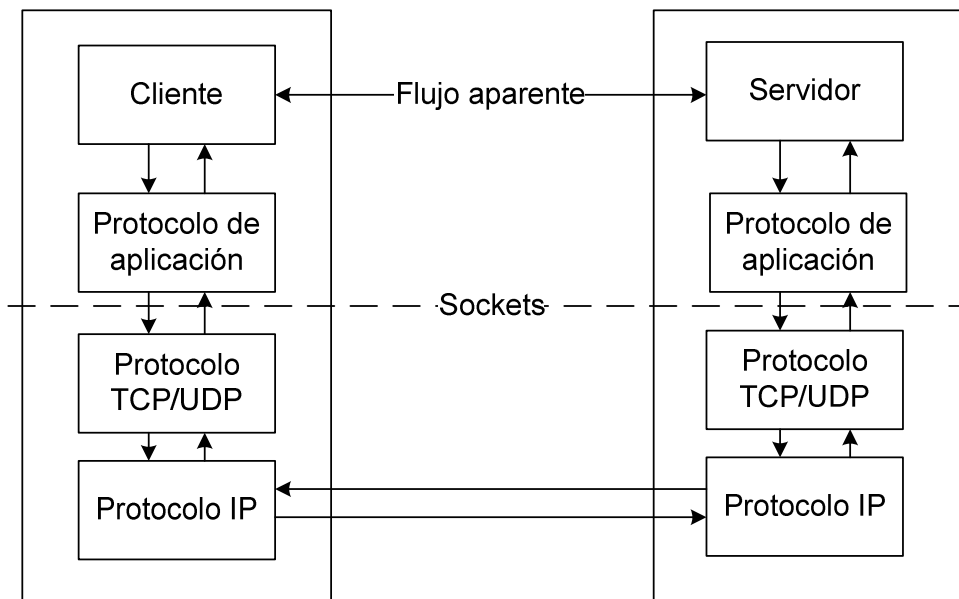 Cliente
Flujo aparente
Servidor
Protocolo de
aplicación
Protocolo de
aplicación
Sockets
Protocolo
TCP/UDP
Protocolo
TCP/UDP
Protocolo IP
Protocolo IP